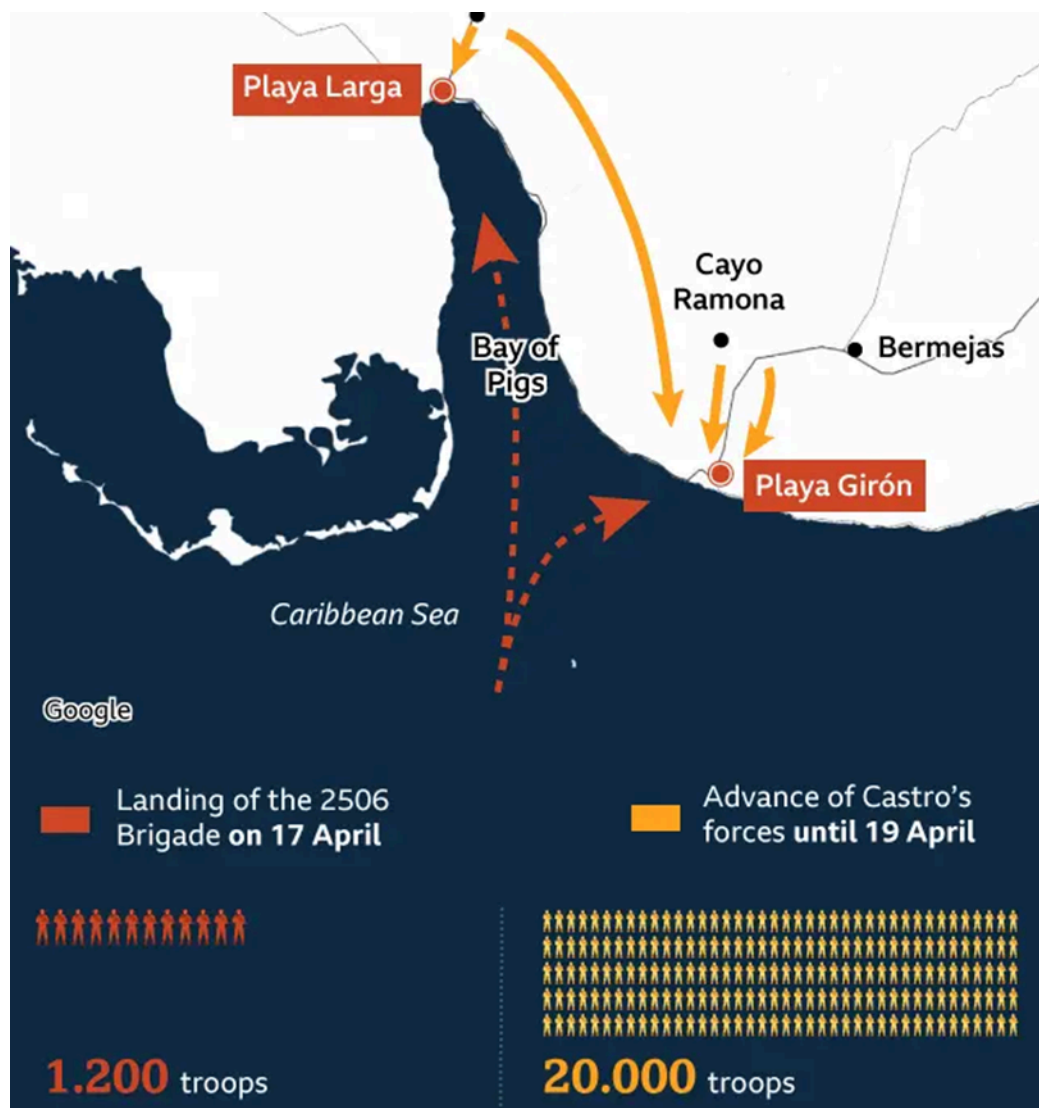 Playa Larga
Cayo
Ramona
Bay of
Pigs
Bermejas
Playa Girón
Caribbean Sea
Google
Landing of the 2506
Brigade on 17 April
Advance of Castro's
forces until 19 April
1.200 troops
20.000 troops